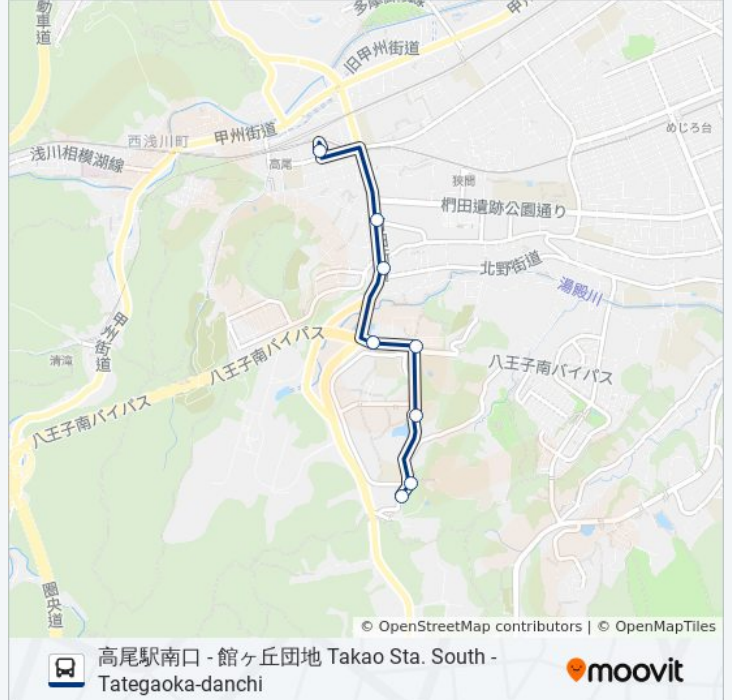 動車道
多摩
甲州
旧甲州街道
甲州街道
西浅川町
めじろ台
浅川相模湖線
高尾
狭間
椚田遺跡公園通り
北野街道
湯殿川
甲州街道
八王子南バイパス
清滝
八王子南バイパス
八王子南バイパス
圏央道
© OpenStreetMap contributors | © OpenMapTiles
高尾駅南口 - 館ヶ丘団地 Takao Sta. South -
Tategaoka-danchi
moovit